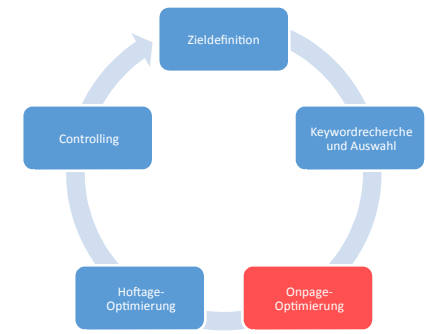 Zieldefinition
Keywordrecherche
und Auswahl
Onpage-
Optimierung
Hoftage-
Optimierung
Controlling